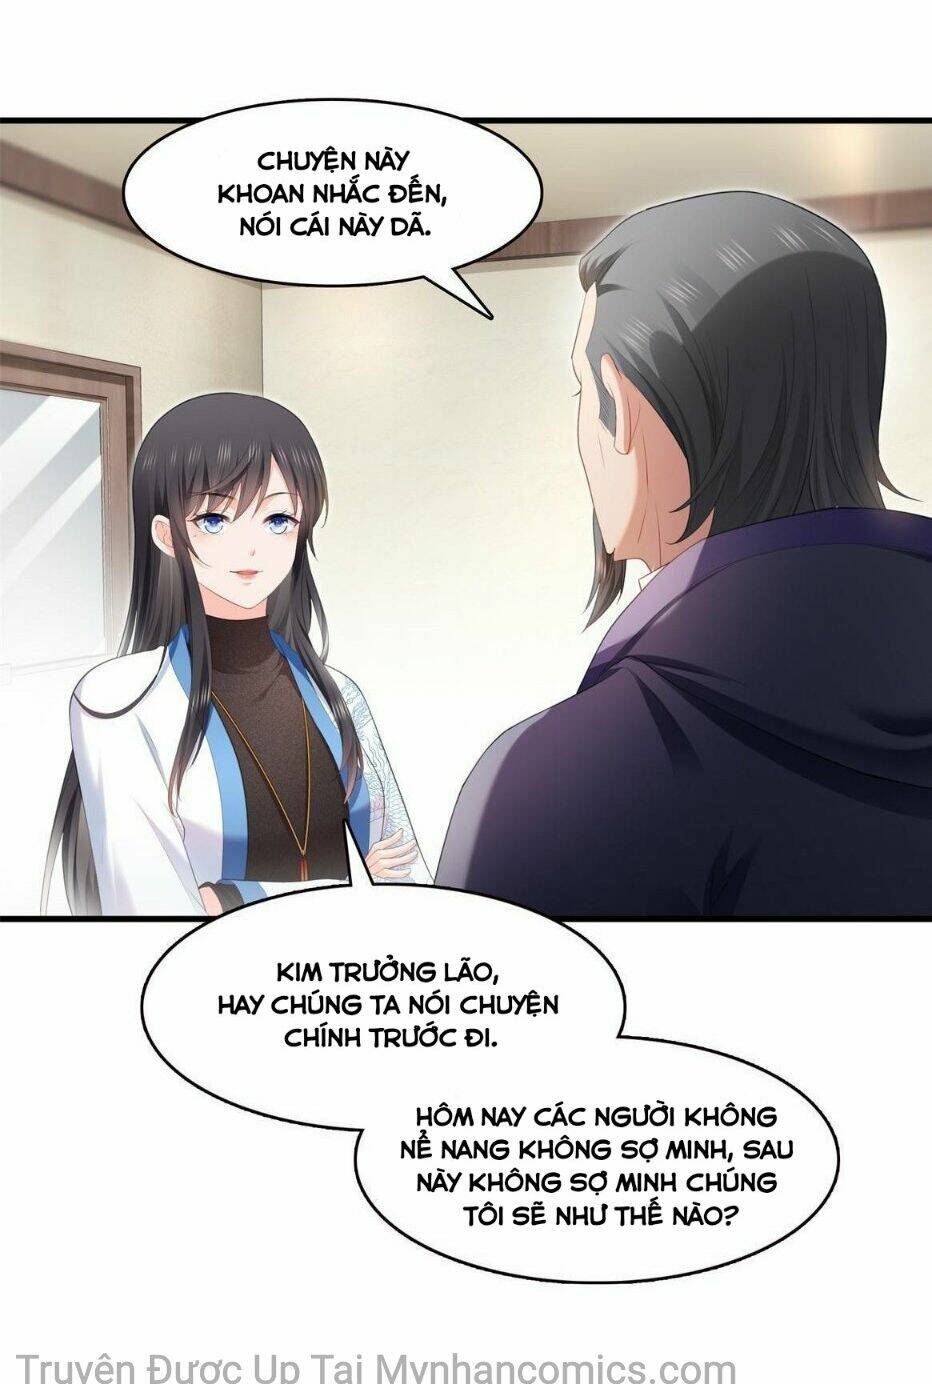 CHUYỆN NÀY
KHOAN NHẮC ĐẾN,
NÓI CÁI NÀY DÃ.
KIM TRƯỞNG LÃO,
HAY CHÚNG TA NÓI CHUYỆN
CHÍNH TRƯỚC ĐI.
HÔM NAY CÁC NGƯỜI KHÔNG
NỂ NANG KHÔNG SỢ MINH, SAU
NÀY KHÔNG SỢ MINH CHÚNG
TÔI SẼ NHƯ THẾ NÀO?
Truyện Được Up Tại Mynhancomics.com